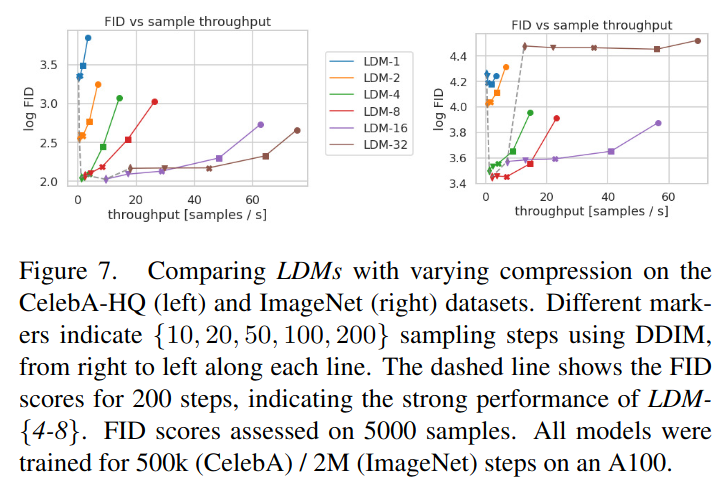 FID vs sample throughput
3.5
3.0
2.5
2.0
log FID
0
20
40
60
throughput [samples / s]
LDM-1
LDM-2
LDM-4
LDM-8
LDM-16
LDM-32
FID vs sample throughput
4.4
4.2
4.0
3.8
3.6
3.4
log FID
0
20
40
60
throughput [samples / s]
Figure 7. Comparing LDMs with varying compression on the
CelebA-HQ (left) and ImageNet (right) datasets. Different mark-
ers indicate {10, 20, 50, 100, 200} sampling steps using DDIM,
from right to left along each line. The dashed line shows the FID
scores for 200 steps, indicating the strong performance of LDM-
{4-8}. FID scores assessed on 5000 samples. All models were
trained for 500k (CelebA) / 2M (ImageNet) steps on an A100.